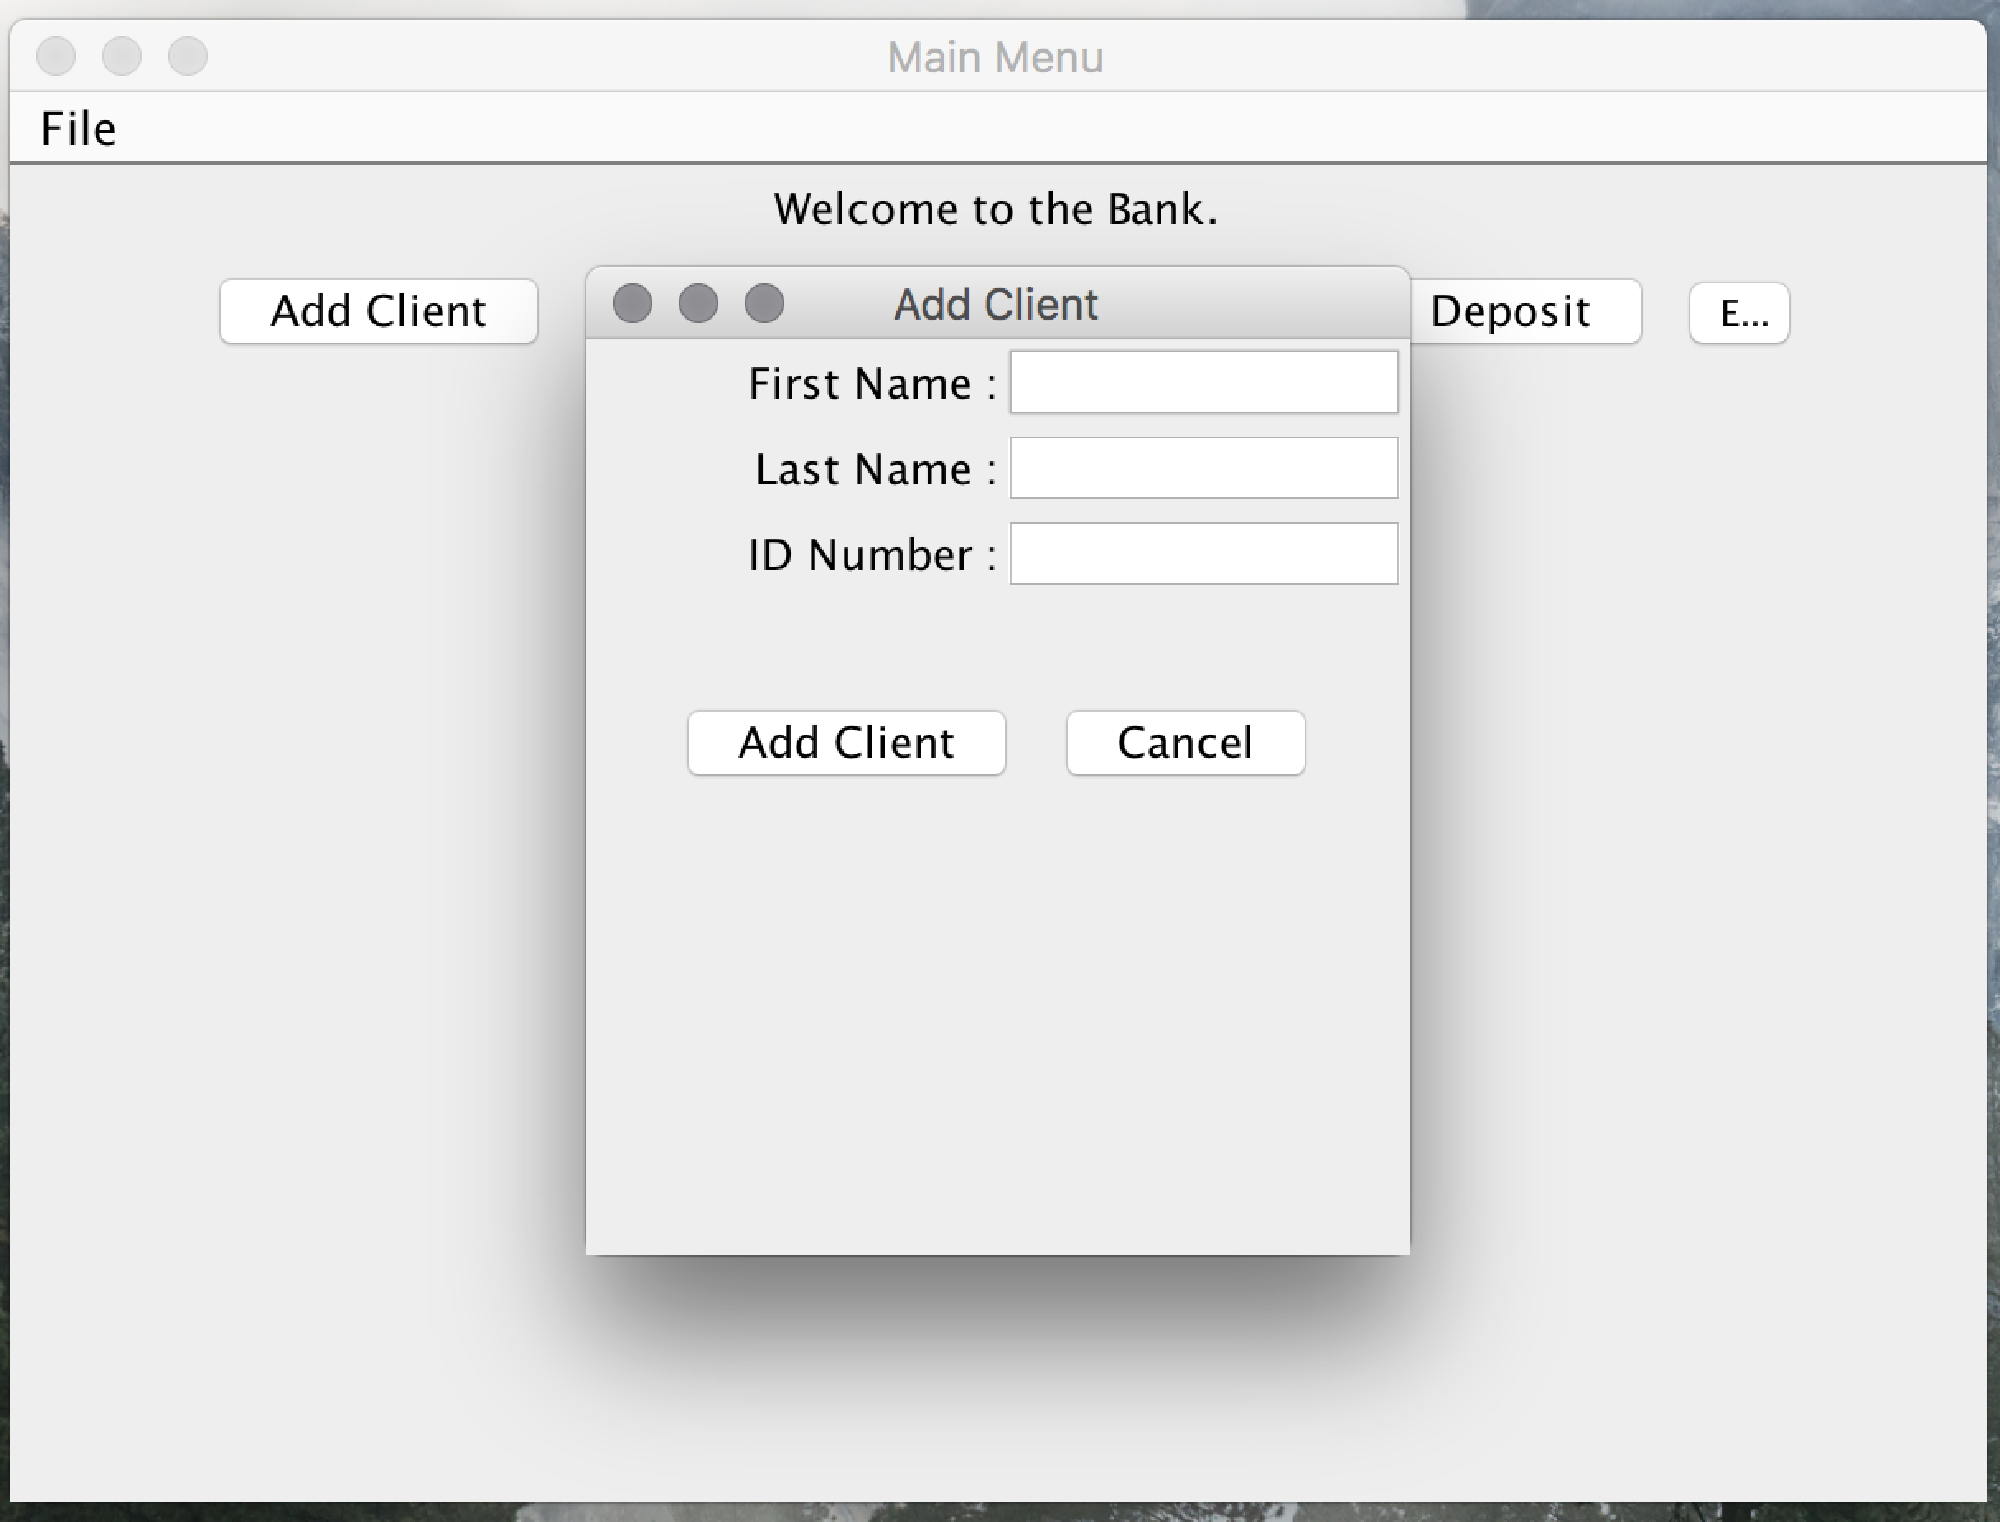 Main Menu
File
Welcome to the Bank.
Add Client
Deposit
E...
Add Client
First Name :
Last Name :
ID Number :
Add Client
Cancel